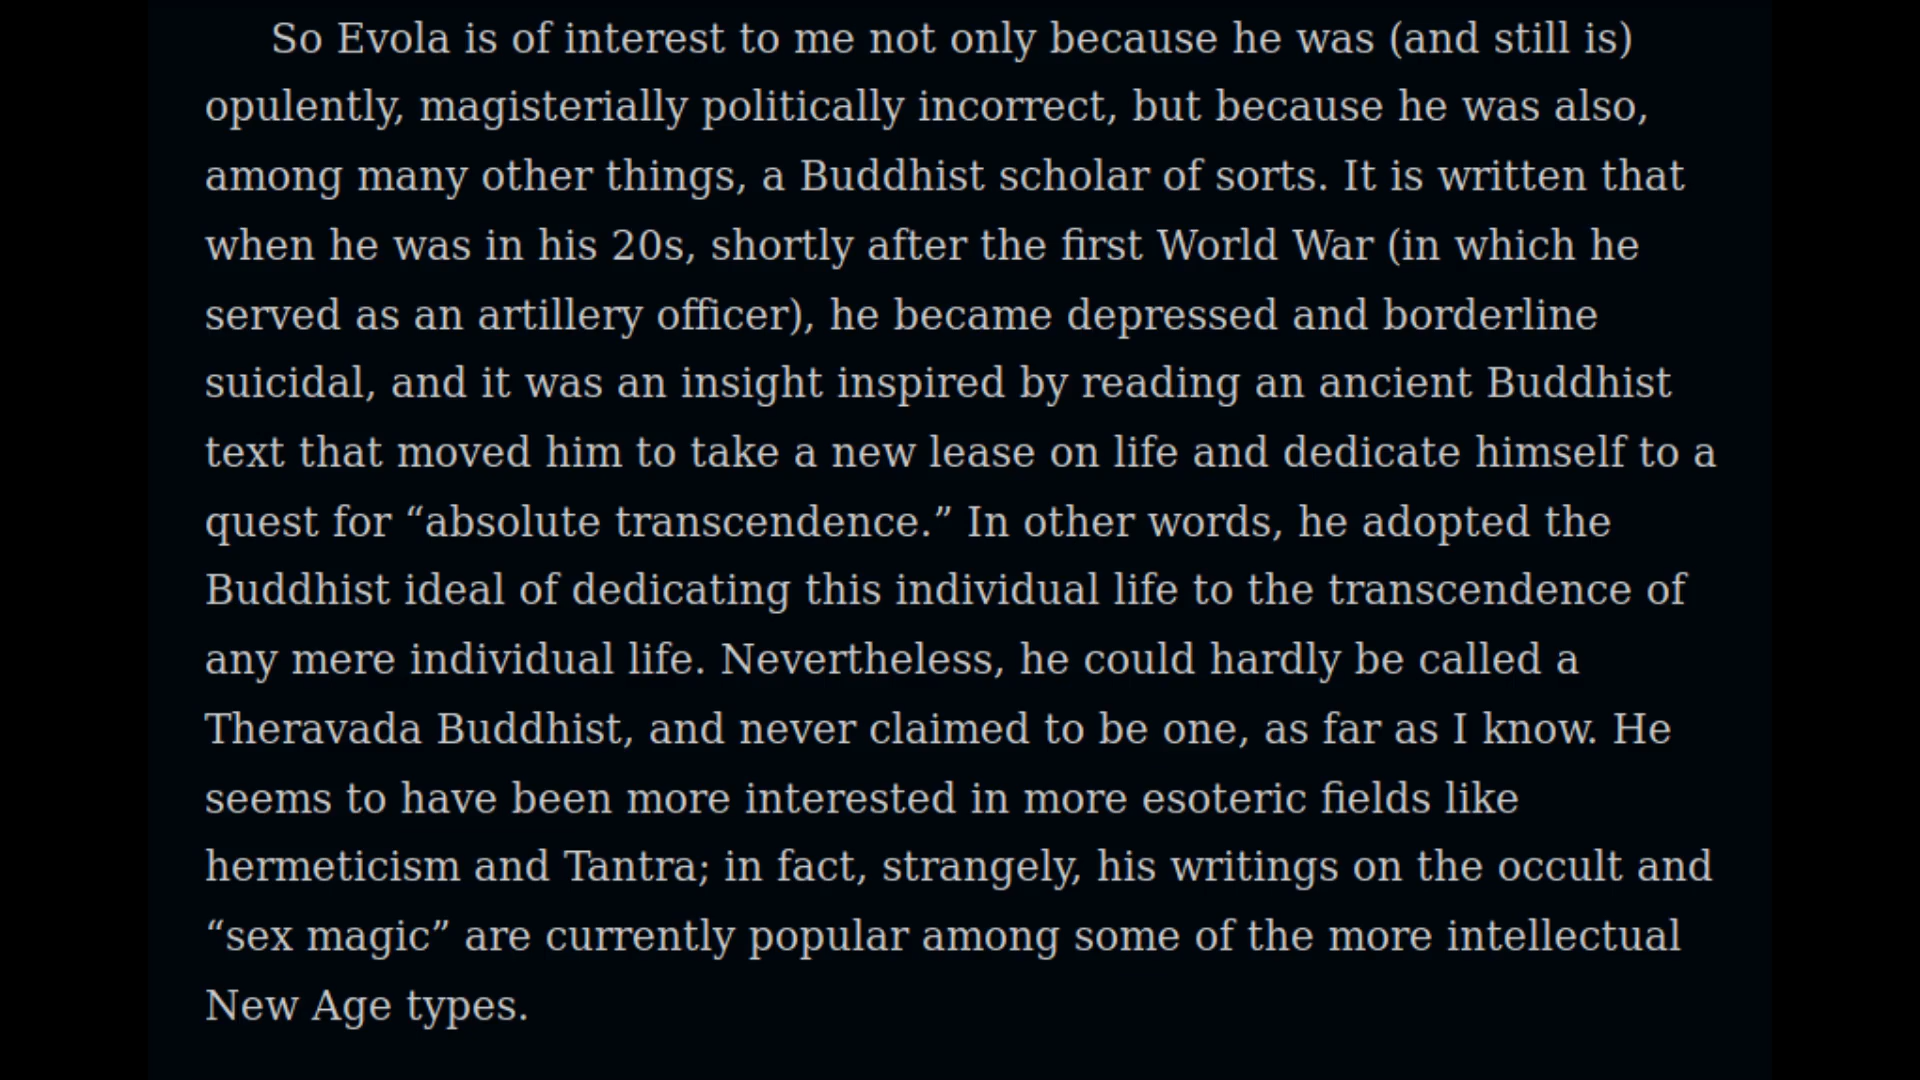 So Evola is of interest to me not only because he was (and still is)
opulently, magisterially politically incorrect, but because he was also,
among many other things, a Buddhist scholar of sorts. It is written that
when he was in his 20s, shortly after the first World War (in which he
served as an artillery officer), he became depressed and borderline
suicidal, and it was an insight inspired by reading an ancient Buddhist
text that moved him to take a new lease on life and dedicate himself to a
quest for “absolute transcendence.” In other words, he adopted the
Buddhist ideal of dedicating this individual life to the transcendence of
any mere individual life. Nevertheless, he could hardly be called a
Theravada Buddhist, and never claimed to be one, as far as I know. He
seems to have been more interested in more esoteric fields like
hermeticism and Tantra; in fact, strangely, his writings on the occult and
“sex magic” are currently popular among some of the more intellectual
New Age types.